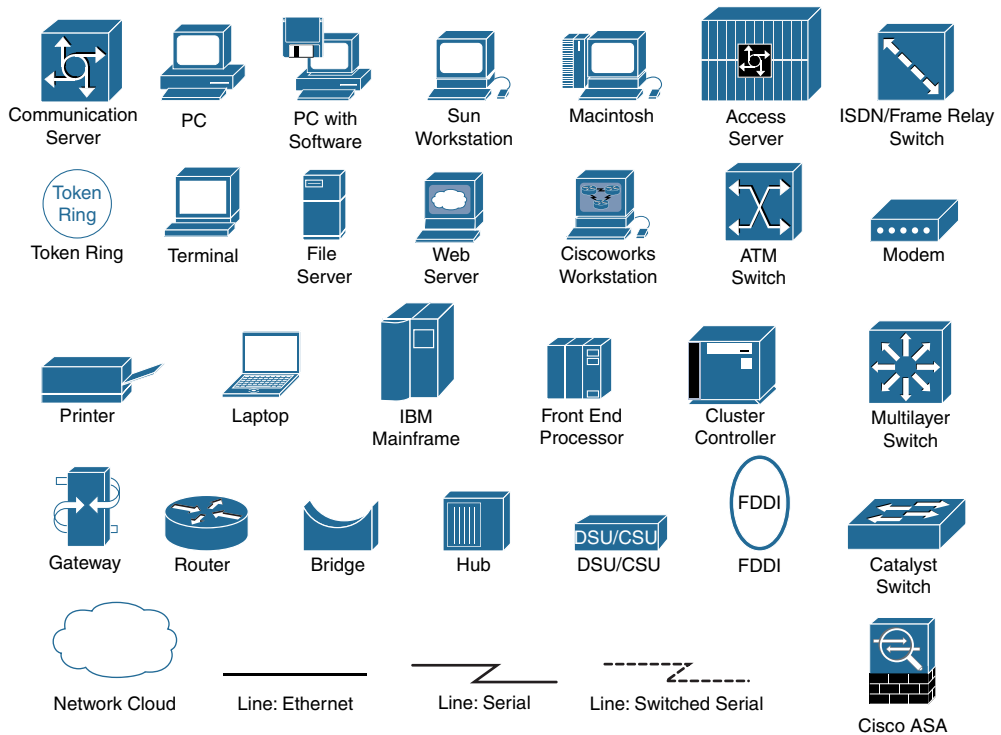 Communication
Server
PC
PC with
Software
Sun
Workstation
Macintosh
Access
Server
ISDN/Frame Relay
Switch
Token
Ring
Token Ring
Terminal
File
Server
Web
Server
Ciscoworks
Workstation
ATM
Switch
Modem
Printer
Laptop
IBM
Mainframe
Front End
Processor
Cluster
Controller
Multilayer
Switch
Gateway
Router
Bridge
Hub
DSU/CSU
DSU/CSU
FDDI
FDDI
Catalyst
Switch
Network Cloud
Line: Ethernet
Line: Serial
Line: Switched Serial
Cisco ASA